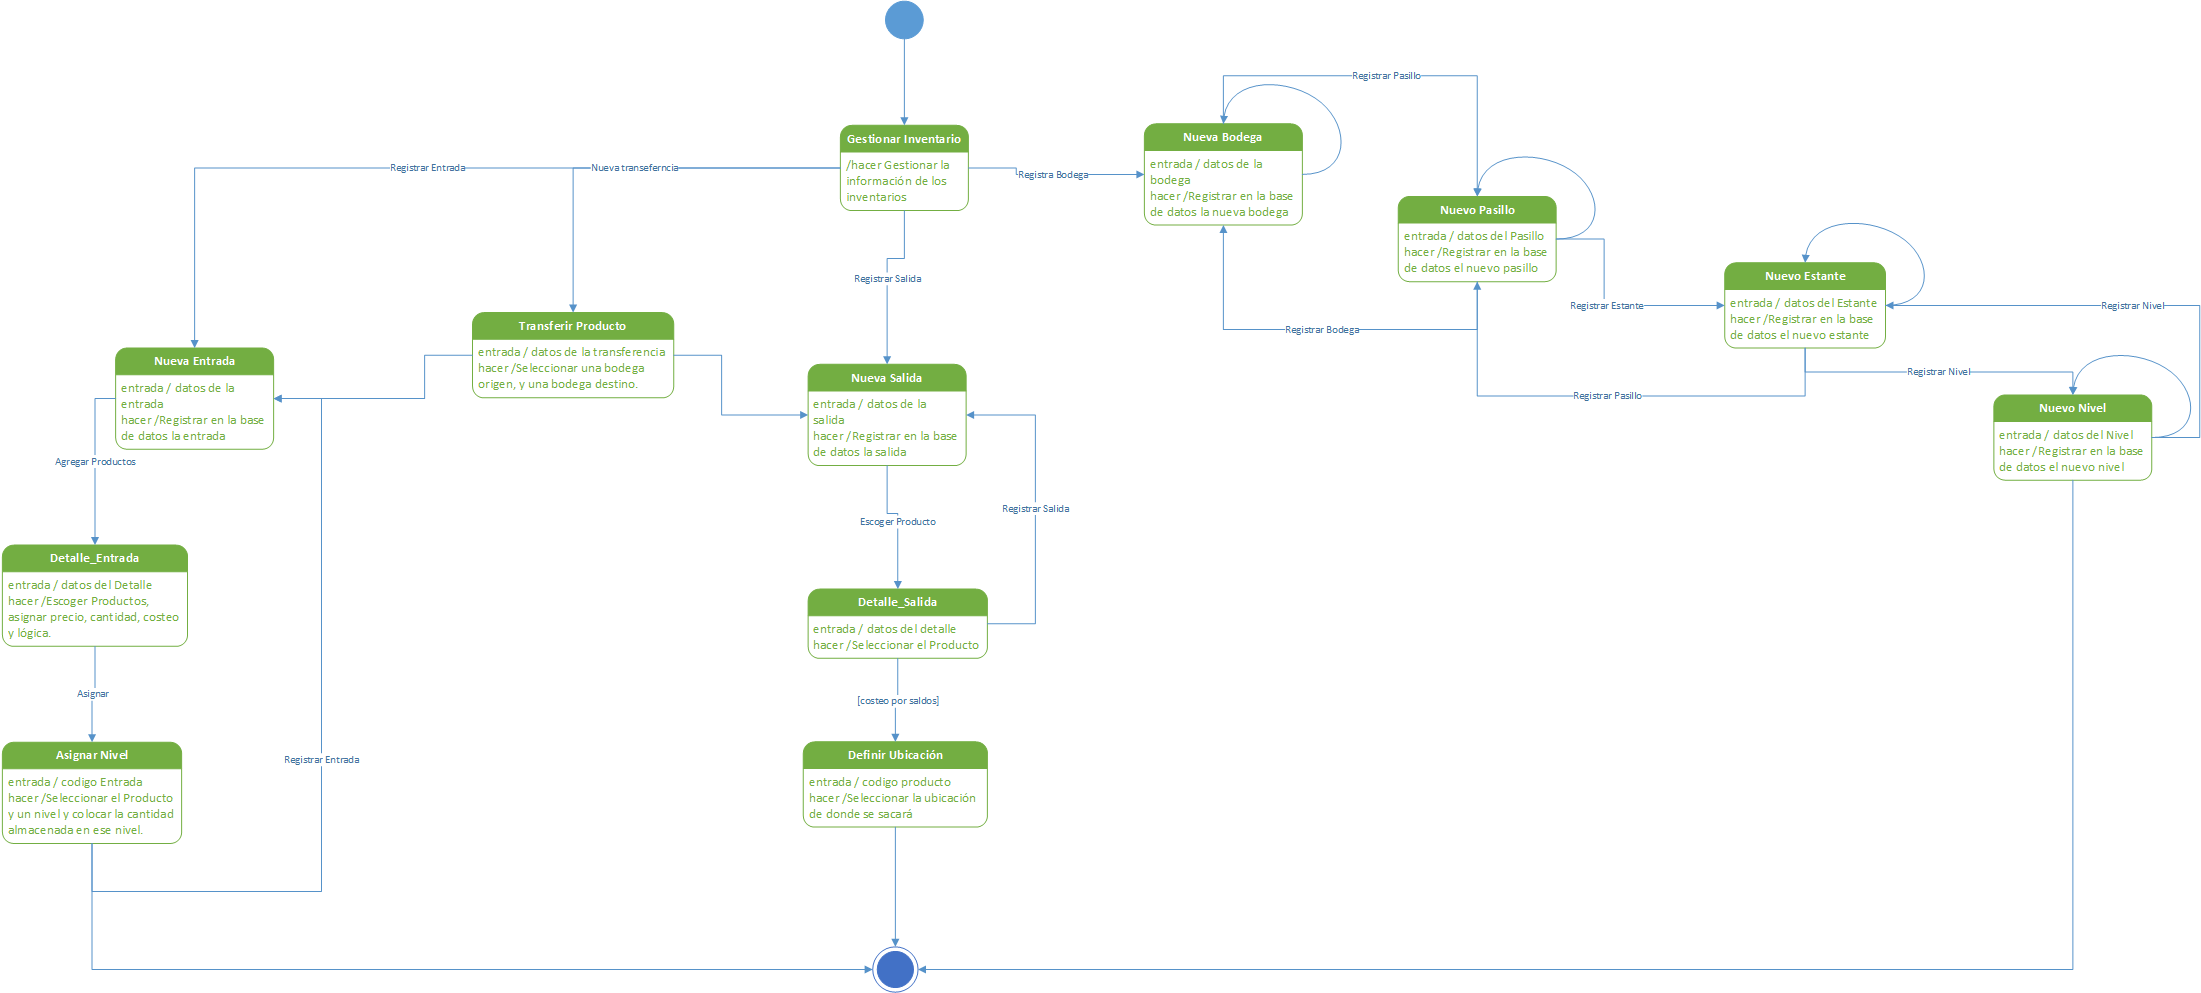 Registrar Pasillo
Gestionar Inventario
/hacer Gestionar la
información de los
inventarios
Nueva Bodega
entrada / datos de la
bodega
hacer /Registrar en la base
de datos la nueva bodega
Registrar Entrada
Nueva transeferncia
Registra Bodega
Nuevo Pasillo
entrada / datos del Pasillo
hacer /Registrar en la base
de datos el nuevo pasillo
Registrar Salida
Nuevo Estante
entrada / datos del Estante
hacer /Registrar en la base
de datos el nuevo estante
Registrar Estante
Registrar Nivel
Registrar Bodega
Transferir Producto
entrada / datos de la transferencia
hacer /Seleccionar una bodega
origen, y una bodega destino.
Nueva Entrada
entrada / datos de la
entrada
hacer /Registrar en la base
de datos la entrada
Nueva Salida
entrada / datos de la
salida
hacer /Registrar en la base
de datos la salida
Registrar Nivel
Registrar Pasillo
Nuevo Nivel
entrada / datos del Nivel
hacer /Registrar en la base
de datos el nuevo nivel
Agregar Productos
Registrar Salida
Escoger Producto
Detalle_Entrada
entrada / datos del Detalle
hacer /Escoger Productos,
asignar precio, cantidad, costeo
y lógica.
Detalle_Salida
entrada / datos del detalle
hacer /Seleccionar el Producto
Asignar
[costeo por saldos]
Asignar Nivel
entrada / codigo Entrada
hacer /Seleccionar el Producto
y un nivel y colocar la cantidad
almacenada en ese nivel.
Registrar Entrada
Definir Ubicación
entrada / codigo producto
hacer /Seleccionar la ubicación
de donde se sacará